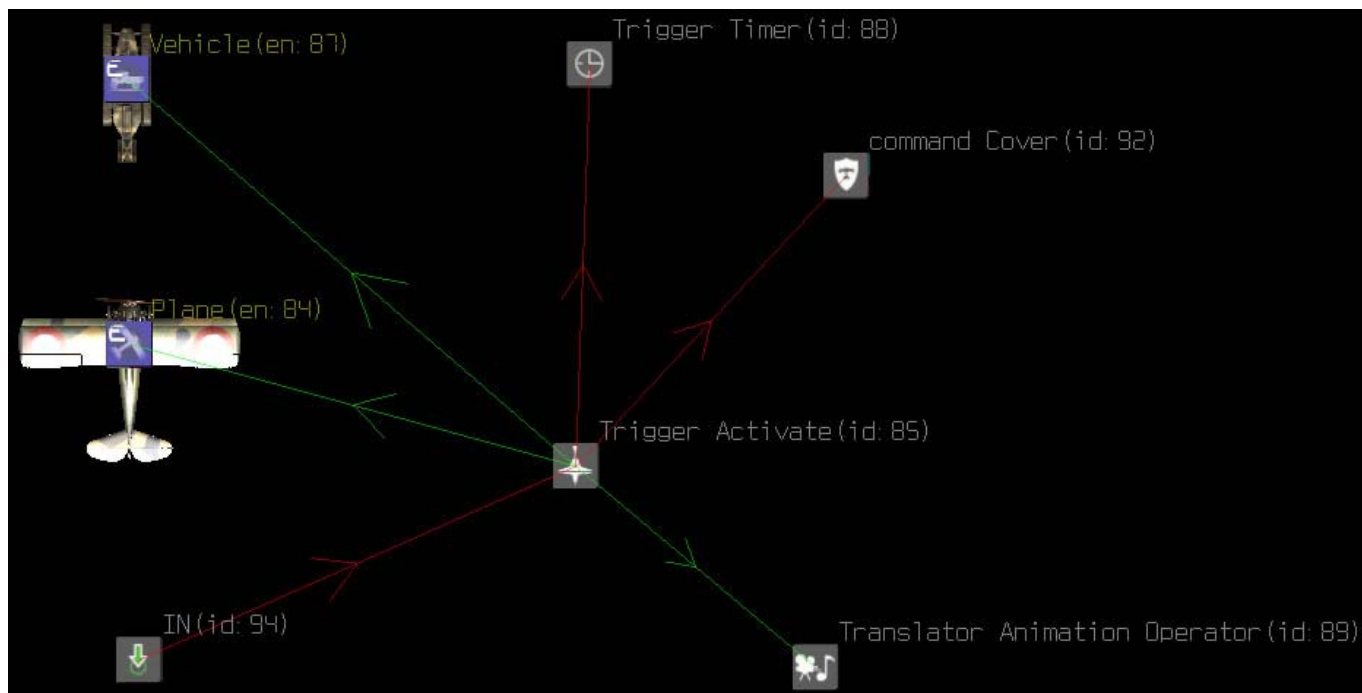 Trigger Timer(id: 88)
Vehicle(en: 87)
E
command Cover(id: 92)
Plane(en: 84)
E
Trigger Activate(id: 85)
IN(id: 94)
Translator Animation Operator(id: 89)